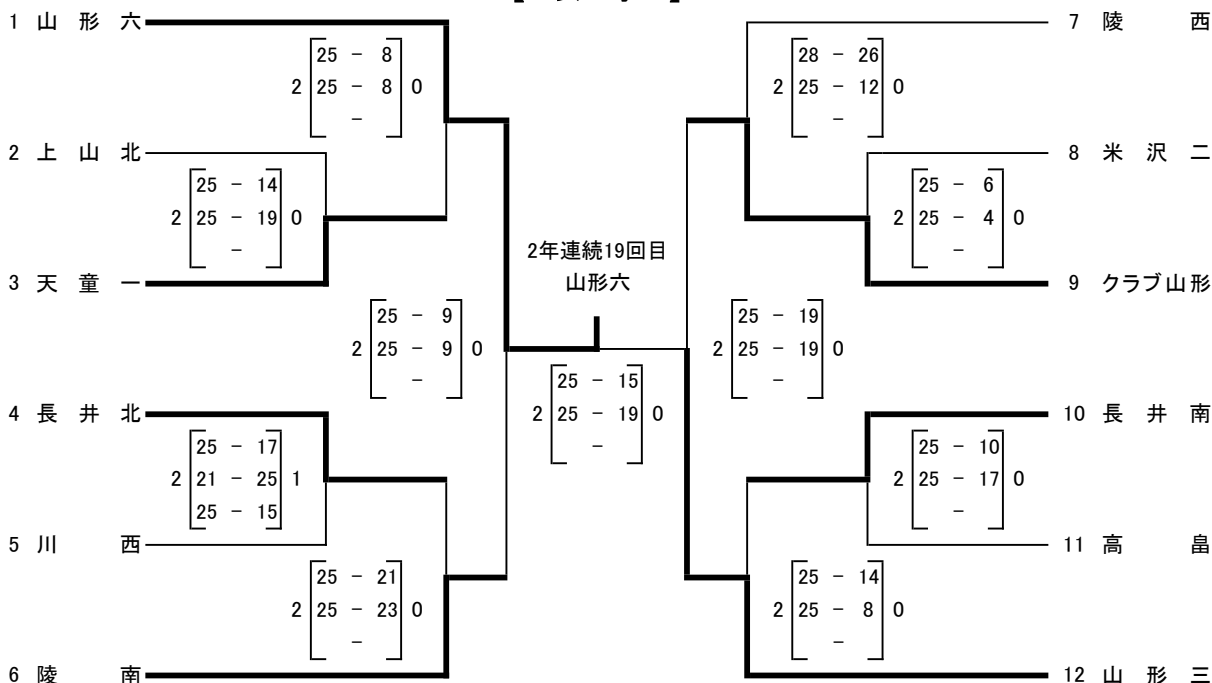 1 山 形 六
25 - 8
2 25 - 8 0
-
2 上 山 北
25 - 14
2 25 - 19 0
-
3 天 童 一
25 - 9
2 25 - 9 0
-
4 長 井 北
25 - 17
2 21 - 25 1
25 - 15
5 川 西
25 - 21
2 25 - 23 0
-
6 陵 南
2年連続19回目
山形六
25 - 15
2 25 - 19 0
-
7 陵 西
28 - 26
2 25 - 12 0
-
8 米 沢 二
25 - 6
2 25 - 4 0
-
9 クラブ山形
25 - 19
2 25 - 19 0
-
10 長 井 南
25 - 10
2 25 - 17 0
-
11 高 畠
25 - 14
2 25 - 8 0
-
12 山 形 三